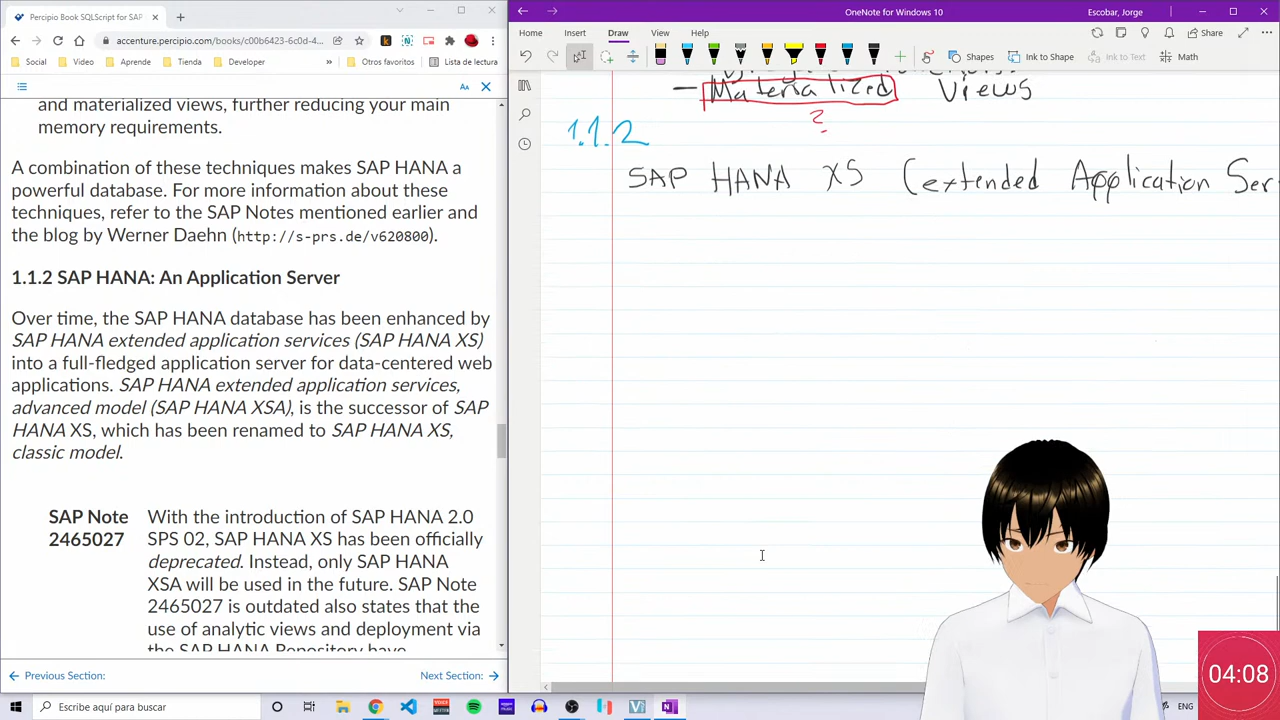 Percipio Book SQLScript for SAP
accenture.percipio.com/books/c00b6423-6c0d-4...
Social
Video
Aprende
Tienda
Developer
Otros favoritos
Lista de lectura
and materialized views, further reducing your main
memory requirements.
A combination of these techniques makes SAP HANA a
powerful database. For more information about these
techniques, refer to the SAP Notes mentioned earlier and
the blog by Werner Daehn (http://s-prs.de/v620800).
1.1.2 SAP HANA: An Application Server
Over time, the SAP HANA database has been enhanced by
SAP HANA extended application services (SAP HANA XS)
into a full-fledged application server for data-centered web
applications. SAP HANA extended application services,
advanced model (SAP HANA XSA), is the successor of SAP
HANA XS, which has been renamed to SAP HANA XS,
classic model.
SAP Note
2465027
With the introduction of SAP HANA 2.0
SPS 02, SAP HANA XS has been officially
deprecated. Instead, only SAP HANA
XSA will be used in the future. SAP Note
2465027 is outdated also states that the
use of analytic views and deployment via
the SAP HANA Repository have
Previous Section:
Next Section:
OneNote for Windows 10
Escobar, Jorge
Home
Insert
Draw
View
Help
Share
Shapes
Ink to Shape
Ink to Text
Math
– Materialized Views
?
1.1.2
SAP HANA XS (extended Application Ser
04:08
Escribe aquí para buscar
ENG